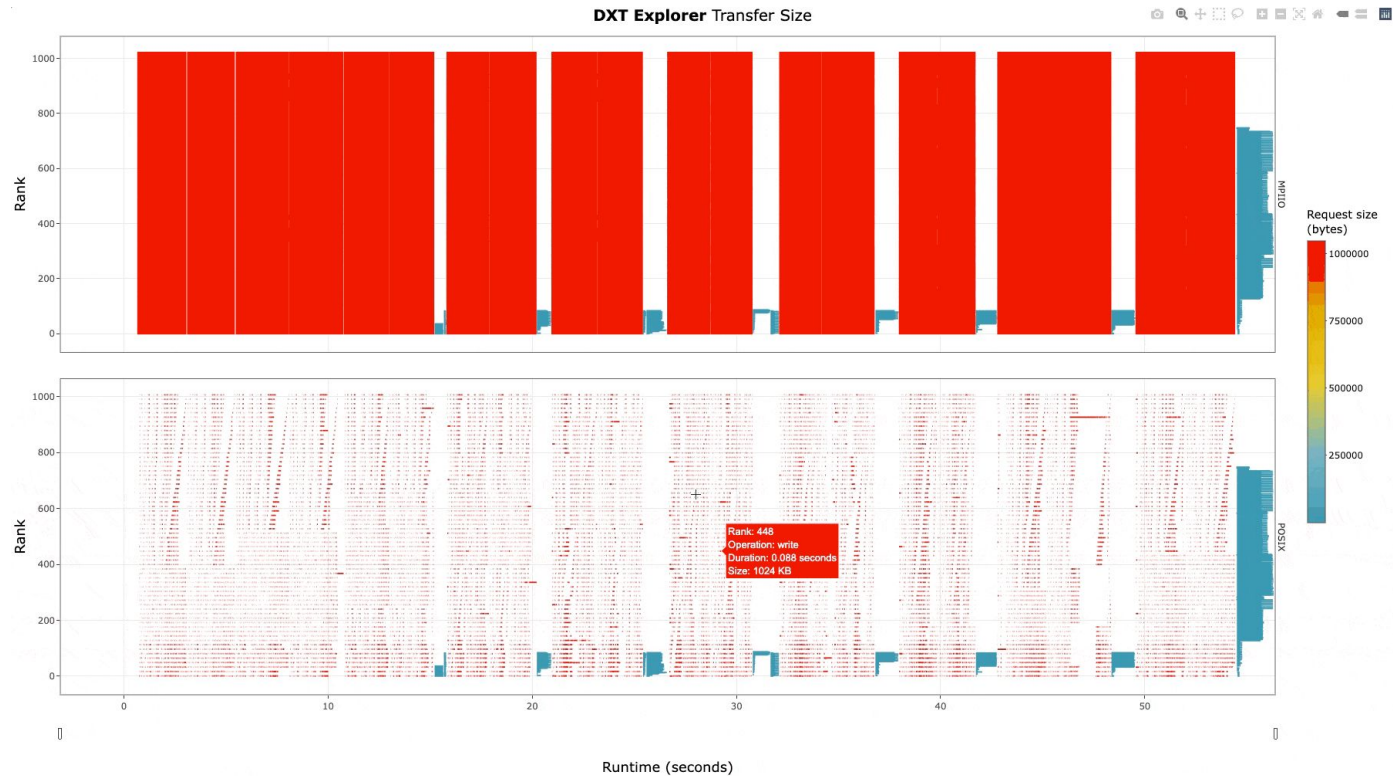 DXT Explorer Transfer Size
1000
800
600
400
200
0
Rank
MPIIO
Request size
(bytes)
1000000
750000
500000
250000
1000
800
600
400
200
0
Rank
POSIX
Rank: 448
Operation: write
Duration: 0.088 seconds
Size: 1024 KB
0 10 20 30 40 50
Runtime (seconds)